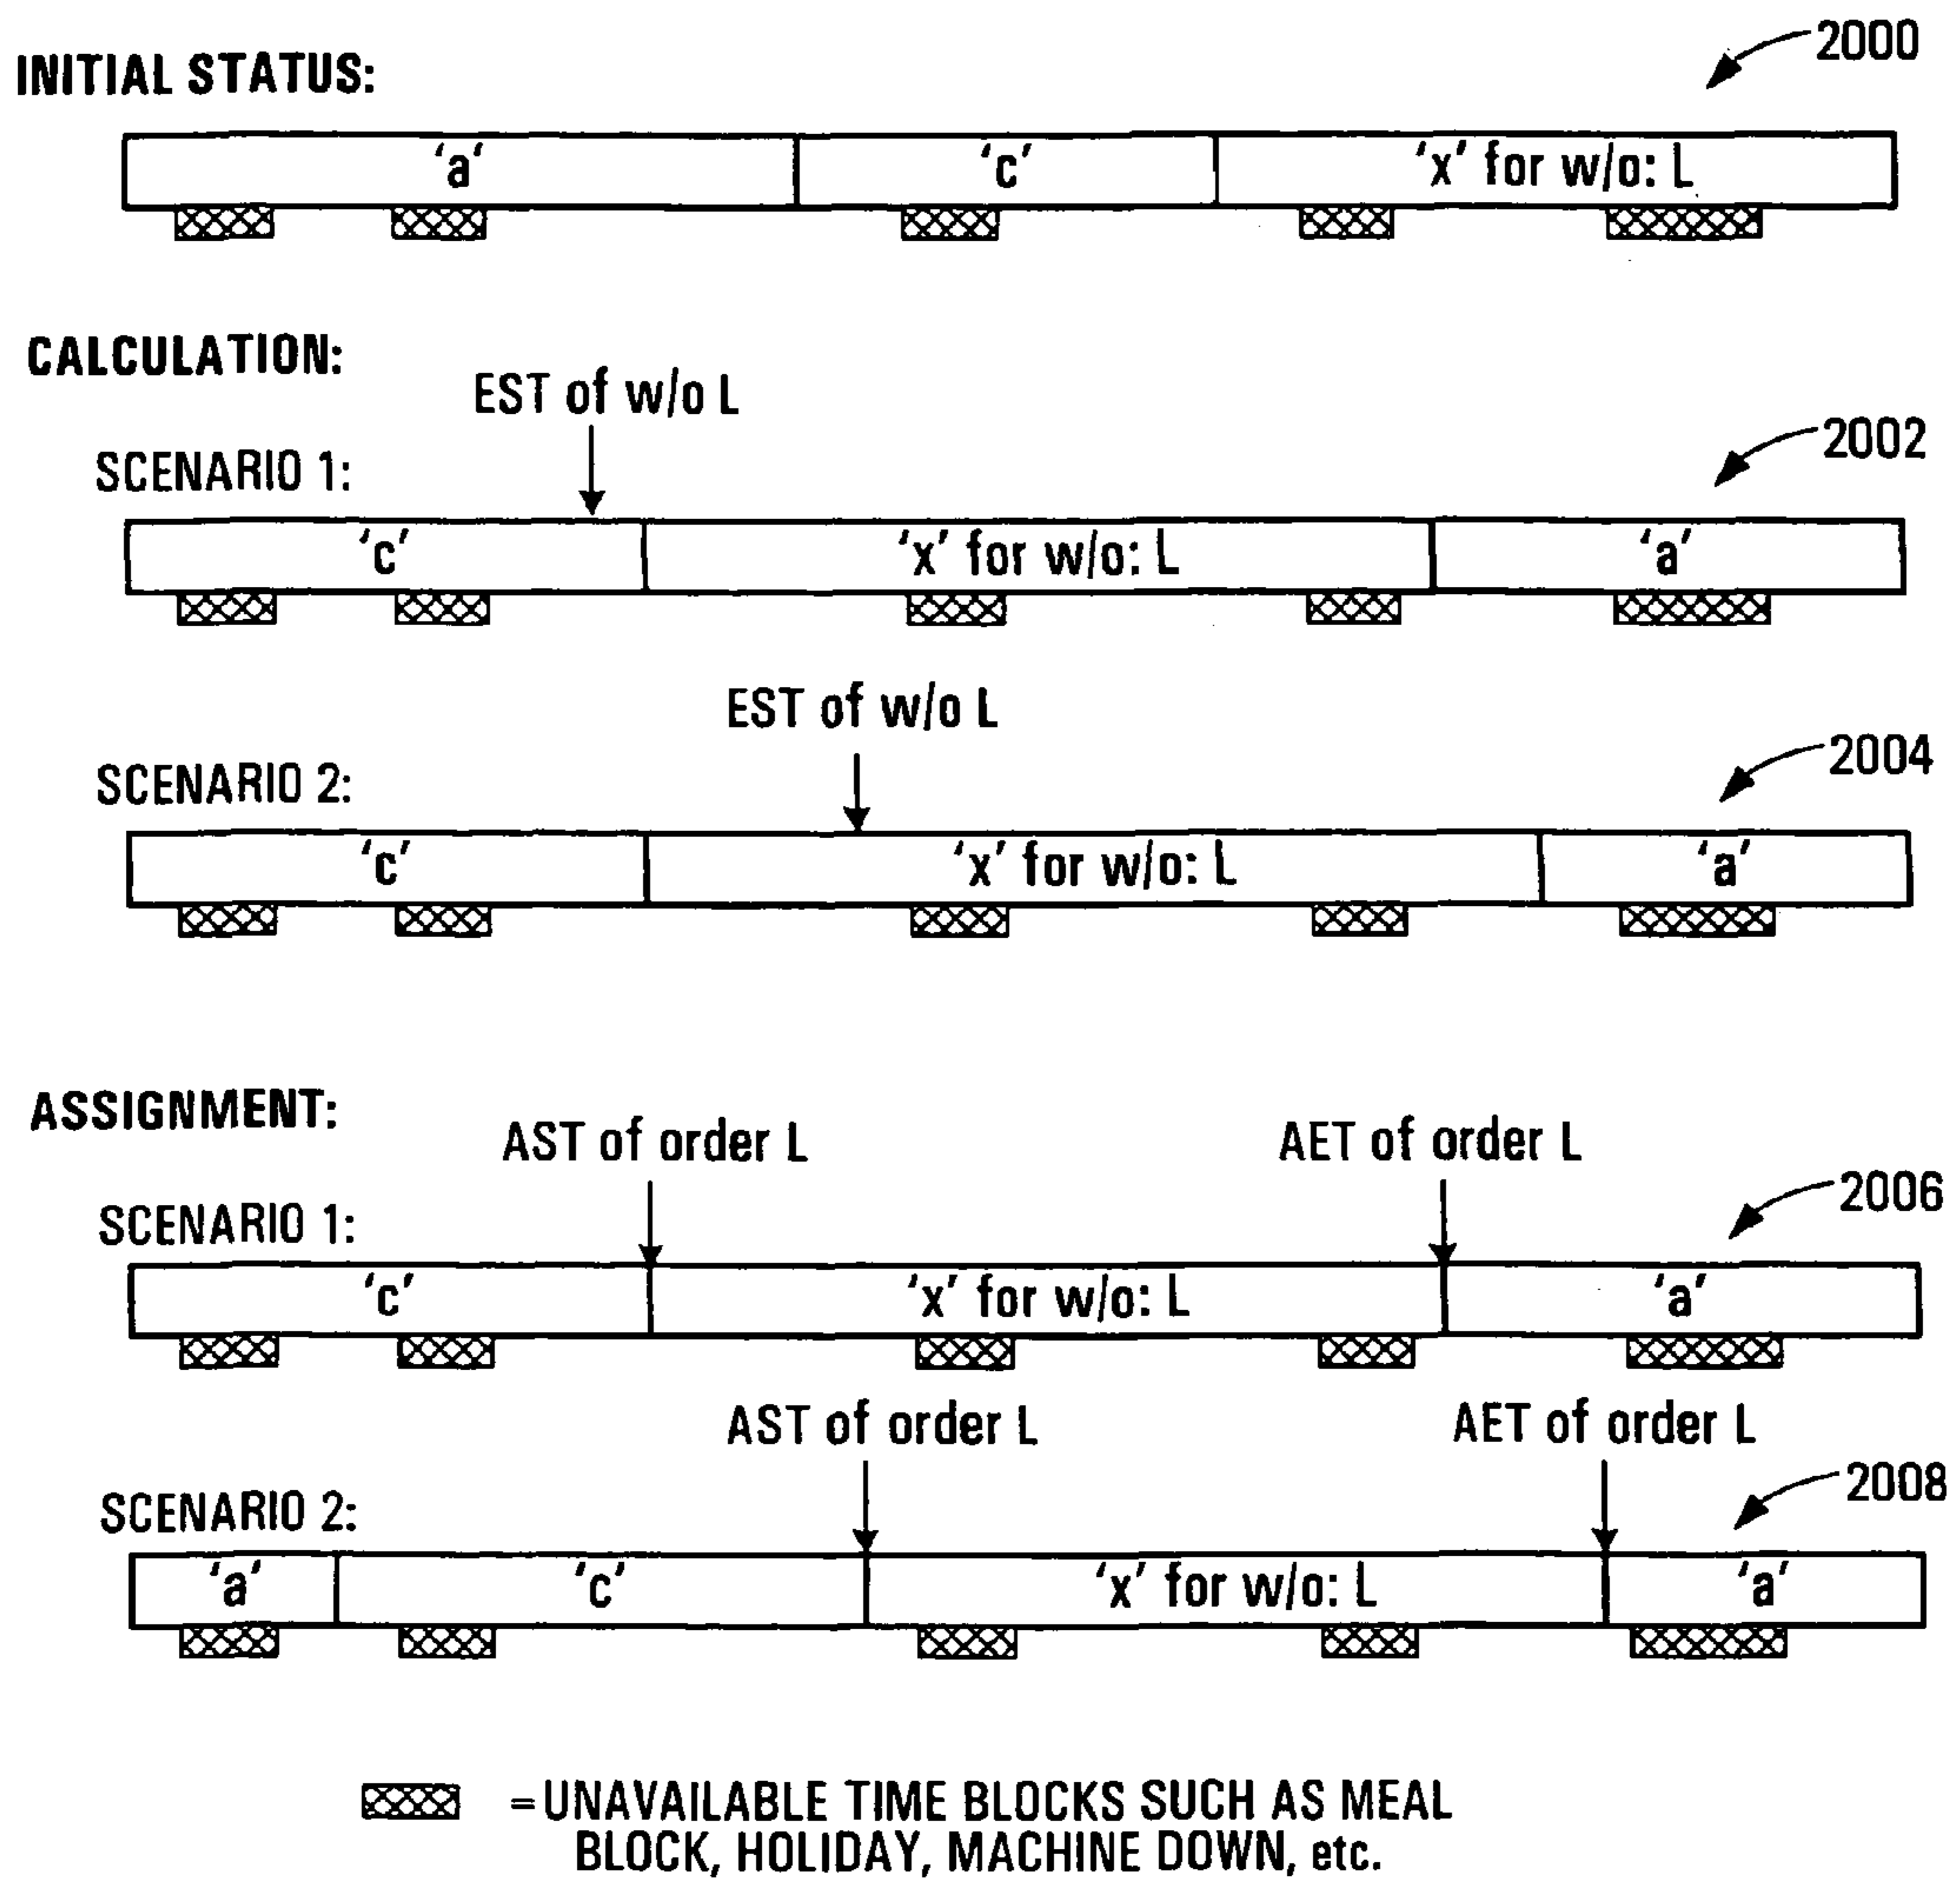 2000
INITIAL STATUS:
'a' 'c' 'x' for w/o: L
CALCULATION:
EST of w/o L
2002
SCENARIO 1:
'c' 'x' for w/o: L 'a'
EST of w/o L
2004
SCENARIO 2:
'c' 'x' for w/o: L 'a'
ASSIGNMENT:
AST of order L AET of order L
2006
SCENARIO 1:
'c' 'x' for w/o: L 'a'
AST of order L AET of order L
2008
SCENARIO 2:
'a' 'c' 'x' for w/o: L 'a'
=UNAVAILABLE TIME BLOCKS SUCH AS MEAL
BLOCK, HOLIDAY, MACHINE DOWN, etc.